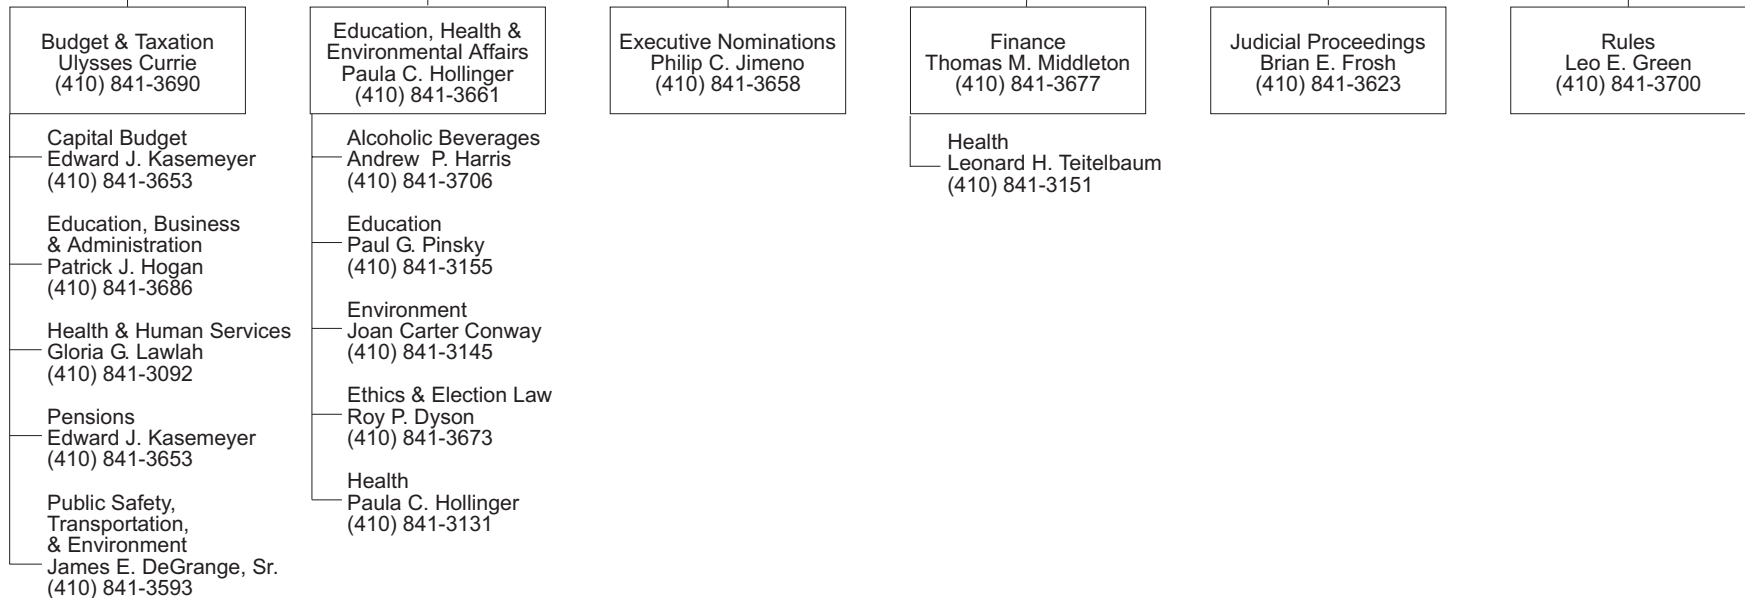 Budget & Taxation
Ulysses Currie
(410) 841-3690
Capital Budget
Edward J. Kasemeyer
(410) 841-3653
Education, Business
& Administration
Patrick J. Hogan
(410) 841-3686
Health & Human Services
Gloria G. Lawlah
(410) 841-3092
Pensions
Edward J. Kasemeyer
(410) 841-3653
Public Safety,
Transportation,
& Environment
James E. DeGrange, Sr.
(410) 841-3593
Education, Health &
Environmental Affairs
Paula C. Hollinger
(410) 841-3661
Alcoholic Beverages
Andrew P. Harris
(410) 841-3706
Education
Paul G. Pinsky
(410) 841-3155
Environment
Joan Carter Conway
(410) 841-3145
Ethics & Election Law
Roy P. Dyson
(410) 841-3673
Health
Paula C. Hollinger
(410) 841-3131
Executive Nominations
Philip C. Jimeno
(410) 841-3658
Finance
Thomas M. Middleton
(410) 841-3677
Health
Leonard H. Teitelbaum
(410) 841-3151
Judicial Proceedings
Brian E. Frosh
(410) 841-3623
Rules
Leo E. Green
(410) 841-3700